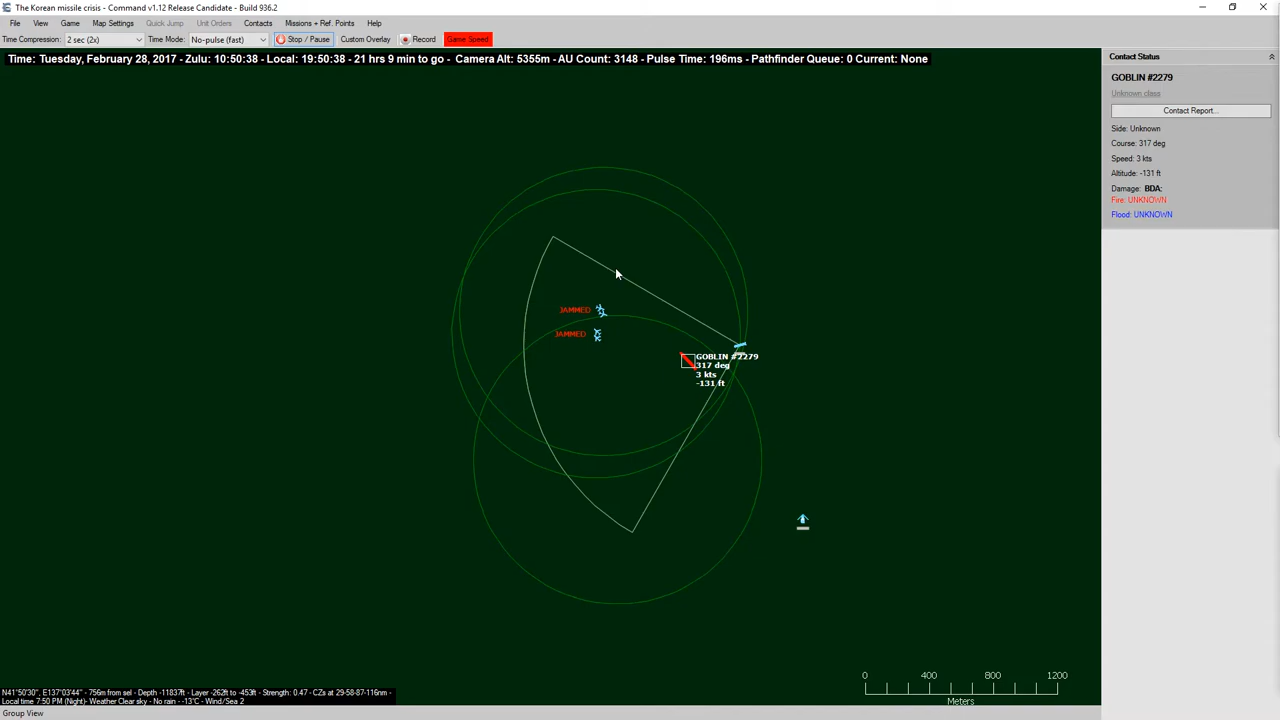 The Korean missile crisis - Command v1.12 Release Candidate - Build 936.2
File View Game Map Settings Quick Jump Unit Orders Contacts Missions + Ref. Points Help
Time Compression: 2 sec (2x) Time Mode: No-pulse (fast) Stop / Pause Custom Overlay Record Game Speed
Time: Tuesday, February 28, 2017 - Zulu: 10:50:38 - Local: 19:50:38 - 21 hrs 9 min to go - Camera Alt: 5355m - AU Count: 3148 - Pulse Time: 196ms - Pathfinder Queue: 0 Current: None
Contact Status
GOBLIN #2279
Unknown class
Contact Report...
Side: Unknown
Course: 317 deg
Speed: 3 kts
Altitude: -131 ft
Damage: BDA:
Fire: UNKNOWN
Flood: UNKNOWN
JAMMED
JAMMED
GOBLIN #2279
317 deg
3 kts
-131 ft
0 400 800 1200
Meters
N41°50'30", E137°03'44" - 756m from sel - Depth -11837ft - Layer -262ft to -453ft - Strength: 0.47 - CZs at 29-58-87-116nm -
Local time 7:50 PM (Night)- Weather Clear sky - No rain - -13°C - Wind/Sea 2
Group View